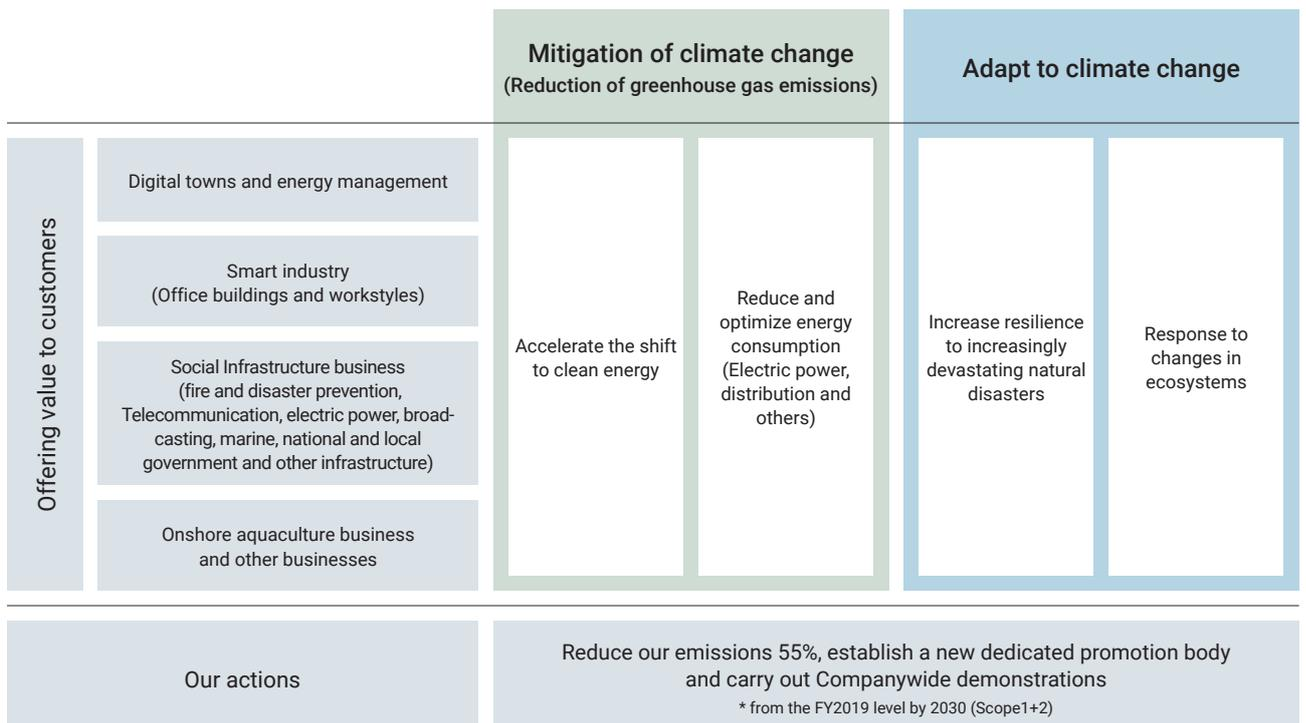 Mitigation of climate change
(Reduction of greenhouse gas emissions)
Adapt to climate change
Offering value to customers
Digital towns and energy management
Smart industry
(Office buildings and workstyles)
Social Infrastructure business
(fire and disaster prevention,
Telecommunication, electric power, broad-
casting, marine, national and local
government and other infrastructure)
Onshore aquaculture business
and other businesses
Accelerate the shift
to clean energy
Reduce and
optimize energy
consumption
(Electric power,
distribution and
others)
Increase resilience
to increasingly
devastating natural
disasters
Response to
changes in
ecosystems
Our actions
Reduce our emissions 55%, establish a new dedicated promotion body
and carry out Companywide demonstrations
* from the FY2019 level by 2030 (Scope1+2)